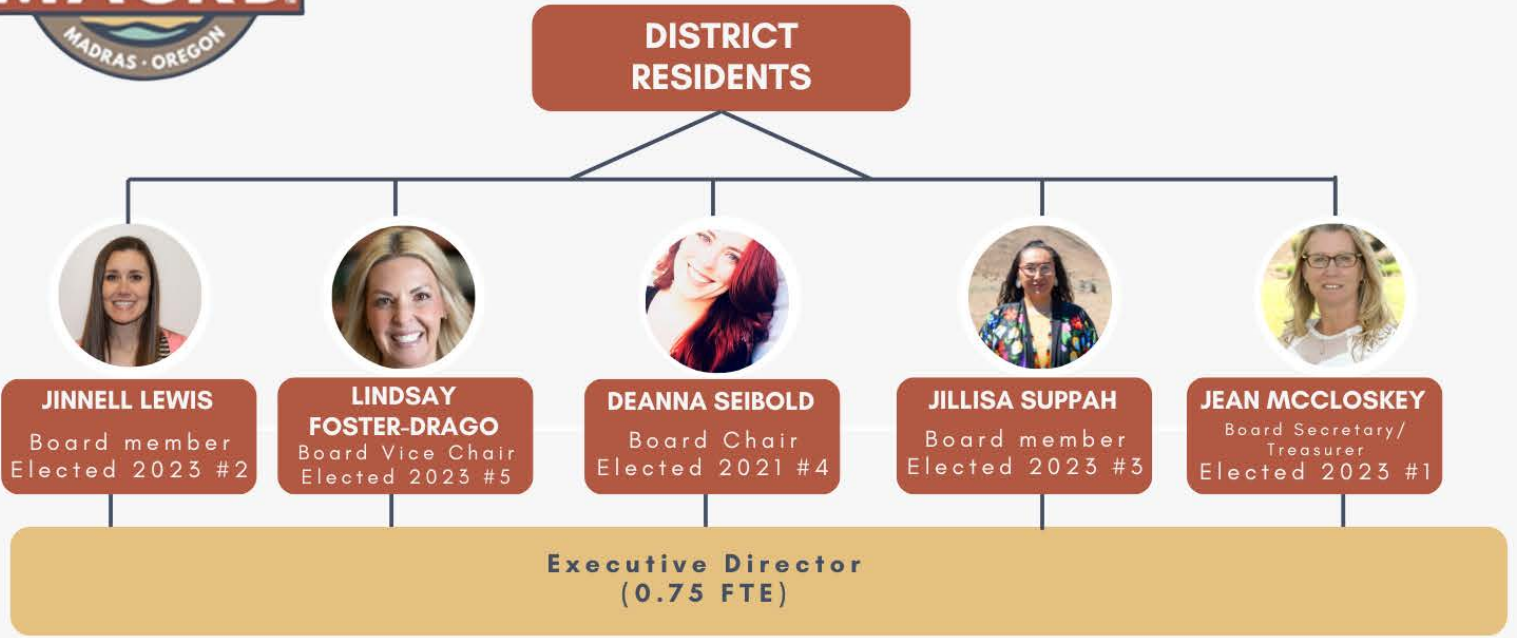 MADRAS · OREGON
DISTRICT
RESIDENTS
JINNELL LEWIS
Board member
Elected 2023 #2
LINDSAY
FOSTER-DRAGO
Board Vice Chair
Elected 2023 #5
DEANNA SEIBOLD
Board Chair
Elected 2021 #4
JILLISA SUPPAH
Board member
Elected 2023 #3
JEAN MCCLOSKEY
Board Secretary/
Treasurer
Elected 2023 #1
Executive Director
(0.75 FTE)